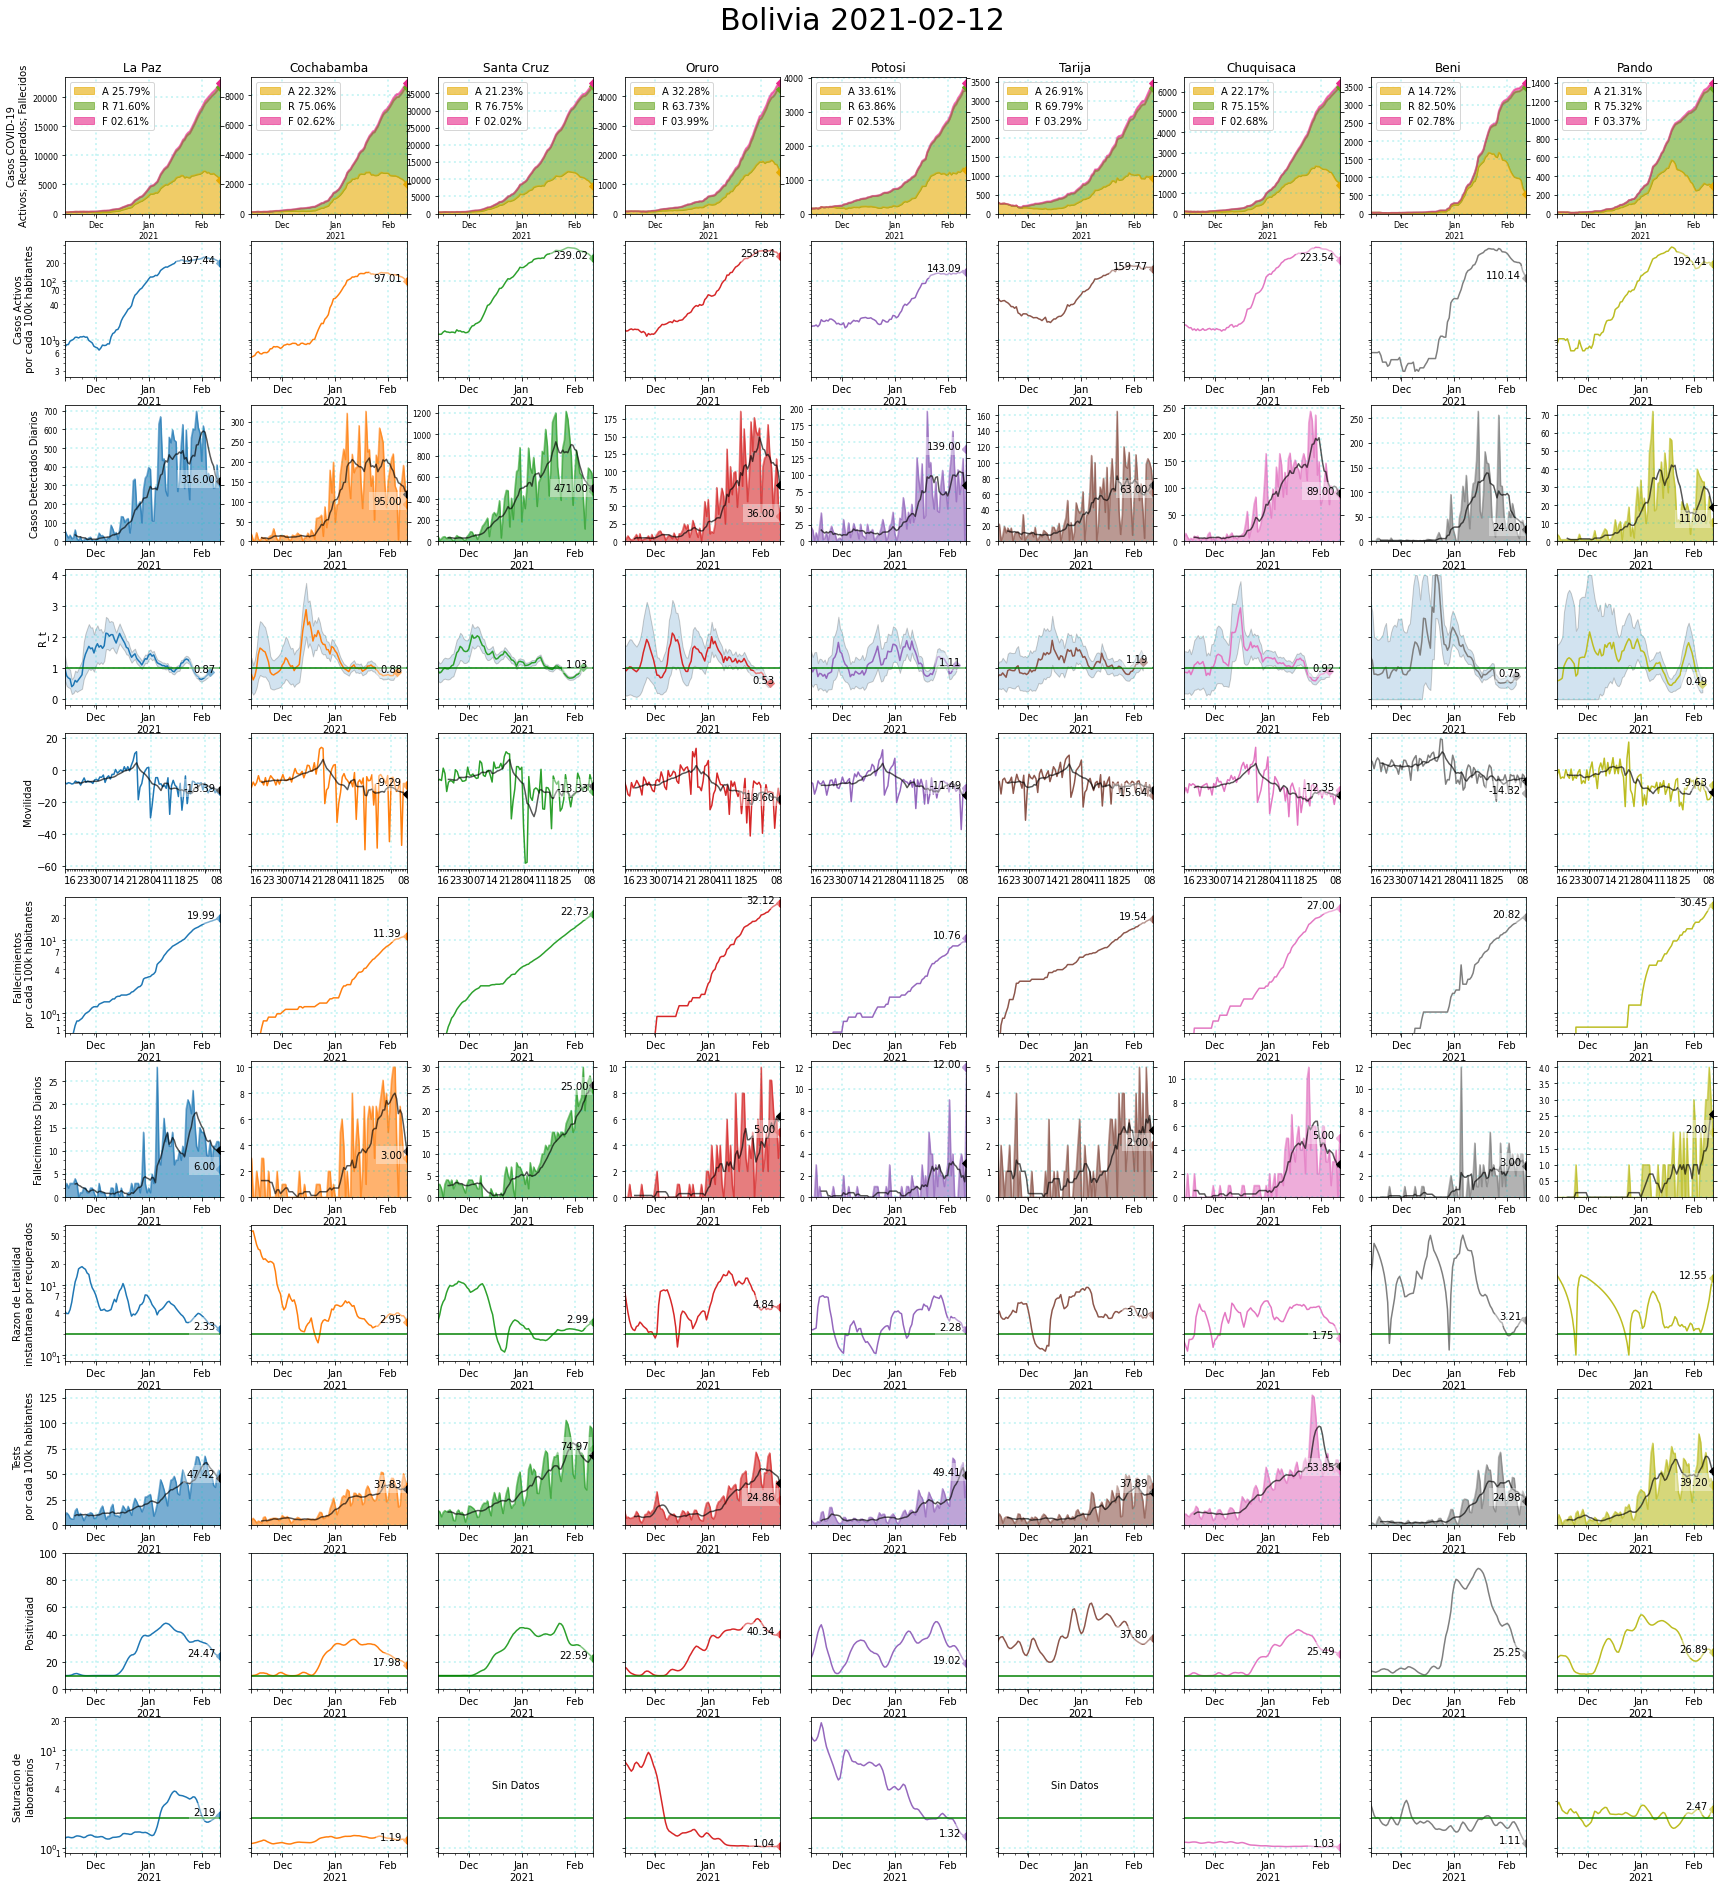 Bolivia 2021-02-12
La Paz
Cochabamba
Santa Cruz
Oruro
Potosi
Tarija
Chuquisaca
Beni
Pando
Casos COVID-19
Activos; Recuperados; Fallecidos
A 25.79%
R 71.60%
F 02.61%
A 22.32%
R 75.06%
F 02.62%
A 21.23%
R 76.75%
F 02.02%
A 32.28%
R 63.73%
F 03.99%
A 33.61%
R 63.86%
F 02.53%
A 26.91%
R 69.79%
F 03.29%
A 22.17%
R 75.15%
F 02.68%
A 14.72%
R 82.50%
F 02.78%
A 21.31%
R 75.32%
F 03.37%
Casos Activos
por cada 100k habitantes
197.44
97.01
239.02
259.84
143.09
159.77
223.54
110.14
192.41
Casos Detectados Diarios
316.00
95.00
471.00
36.00
139.00
63.00
89.00
24.00
11.00
R_t
0.87
0.88
1.03
0.53
1.11
1.19
0.92
0.75
0.49
Movilidad
-13.39
-9.29
-13.33
-18.60
-11.49
-15.64
-12.35
-14.32
-9.63
Fallecimientos
por cada 100k habitantes
19.99
11.39
22.73
32.12
10.76
19.54
27.00
20.82
30.45
Fallecimientos Diarios
6.00
3.00
25.00
5.00
12.00
2.00
5.00
3.00
2.00
Razon de Letalidad
instantanea por recuperados
2.33
2.95
2.99
4.84
2.28
3.70
1.75
3.21
12.55
Tests
por cada 100k habitantes
47.42
37.83
74.97
24.86
49.41
37.89
53.85
24.98
39.20
Positividad
24.47
17.98
22.59
40.34
19.02
37.80
25.49
25.25
26.89
Saturacion de
laboratorios
2.19
1.19
Sin Datos
1.04
1.32
Sin Datos
1.03
1.11
2.47
Dec Jan Feb
2021